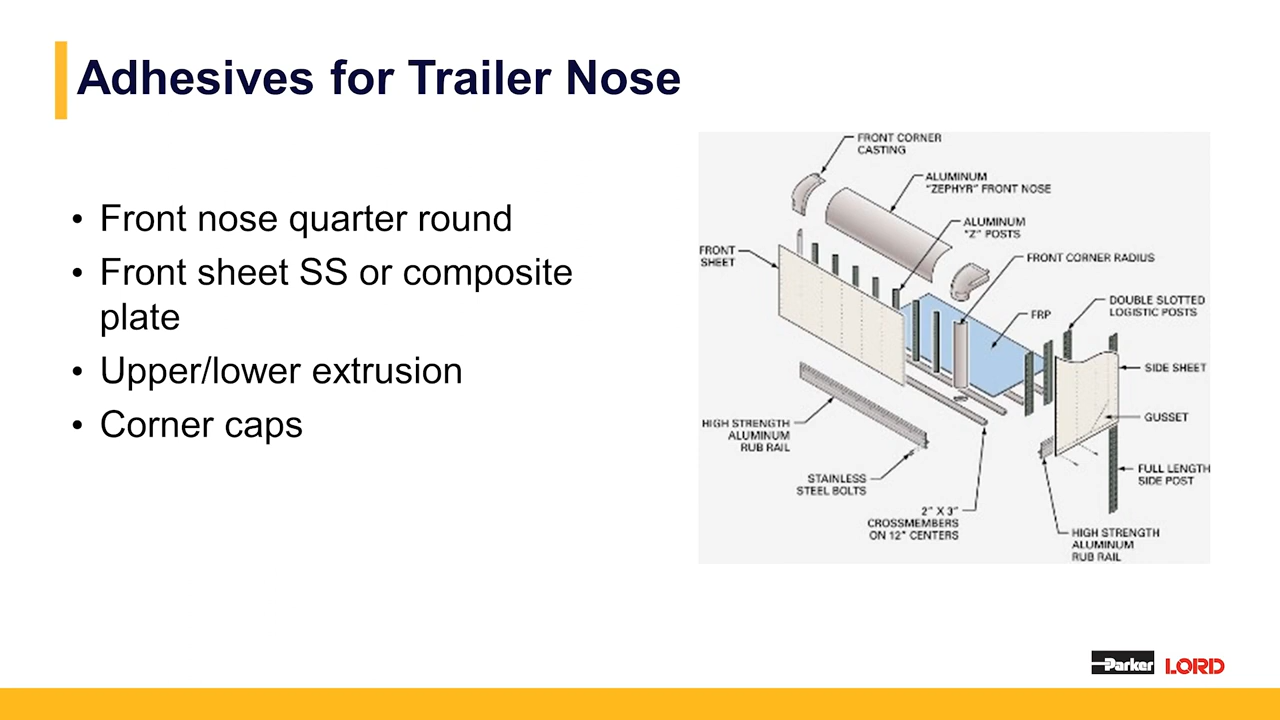 Adhesives for Trailer Nose
• Front nose quarter round
• Front sheet SS or composite
plate
• Upper/lower extrusion
• Corner caps
FRONT CORNER
CASTING
ALUMINUM
“ZEPHYR” FRONT NOSE
ALUMINUM
“Z” POSTS
FRONT
SHEET
FRONT CORNER RADIUS
FRP
DOUBLE SLOTTED
LOGISTIC POSTS
SIDE SHEET
GUSSET
HIGH STRENGTH
ALUMINUM
RUB RAIL
STAINLESS
STEEL BOLTS
FULL LENGTH
SIDE POST
2” X 3”
CROSSMEMBERS
ON 12” CENTERS
HIGH STRENGTH
ALUMINUM
RUB RAIL
Parker LORD